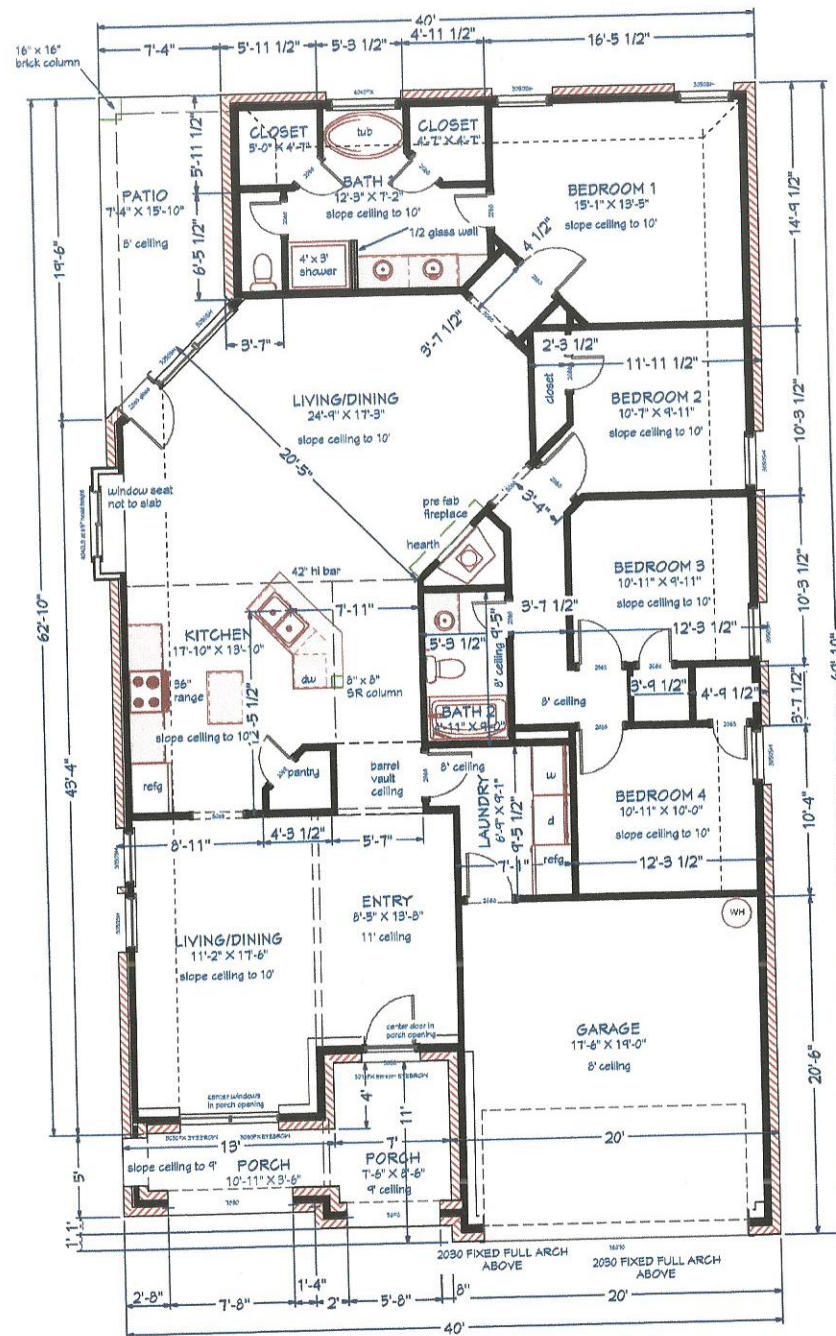 40'
7'-4"
5'-11 1/2"
5'-3 1/2"
4'-11 1/2"
16'-5 1/2"
16" x 16"
brick column
CLOSET
5'-0" X 4'-7"
tub
CLOSET
4'-7" X 4'-7"
BATH 1
12'-3" X 7'-2"
slope ceiling to 10'
1/2 glass wall
4' x 3'
shower
BEDROOM 1
15'-1" X 13'-5"
slope ceiling to 10'
PATIO
7'-4" X 15'-10"
8' ceiling
5'-11 1/2"
6'-5 1/2"
19'-6"
14'-9 1/2"
4 1/2"
3'-7"
3'-7 1/2"
2'-3 1/2"
11'-11 1/2"
closet
BEDROOM 2
10'-7" X 9'-11"
slope ceiling to 10'
10'-3 1/2"
LIVING/DINING
24'-9" X 17'-3"
slope ceiling to 10'
20'-5"
window seat
not to slab
pre fab
fireplace
hearth
3'-4"
BEDROOM 3
10'-11" X 9'-11"
slope ceiling to 10'
10'-3 1/2"
62'-10"
42" hi bar
7'-11"
KITCHEN
17'-10" X 13'-10"
36"
range
dw
8" x 8"
SR column
slope ceiling to 10'
12'-5 1/2"
refg
pantry
barrel
vault
ceiling
5'-3 1/2"
9'-5"
8' ceiling
BATH 2
3'-7 1/2"
12'-3 1/2"
8' ceiling
3'-9 1/2"
4'-9 1/2"
3'-7 1/2"
43'-4"
8' ceiling
LAUNDRY
6'-9" X 9'-1"
9'-5 1/2"
w
d
refg
7'-1"
BEDROOM 4
10'-11" X 10'-0"
slope ceiling to 10'
12'-3 1/2"
10'-4"
8'-11"
4'-3 1/2"
5'-7"
ENTRY
8'-5" X 13'-8"
11' ceiling
LIVING/DINING
11'-2" X 17'-6"
slope ceiling to 10'
WH
GARAGE
17'-6" X 19'-0"
8' ceiling
20'-6"
center door in
porch opening
center windows
in porch opening
4'
11'
13'
7'
20'
slope ceiling to 9'
PORCH
10'-11" X 3'-6"
PORCH
7'-6" X 8'-6"
9' ceiling
5'
1'-1"
2030 FIXED FULL ARCH
ABOVE
2030 FIXED FULL ARCH
ABOVE
2'-8"
7'-8"
1'-4"
2'
5'-8"
8"
20'
40'